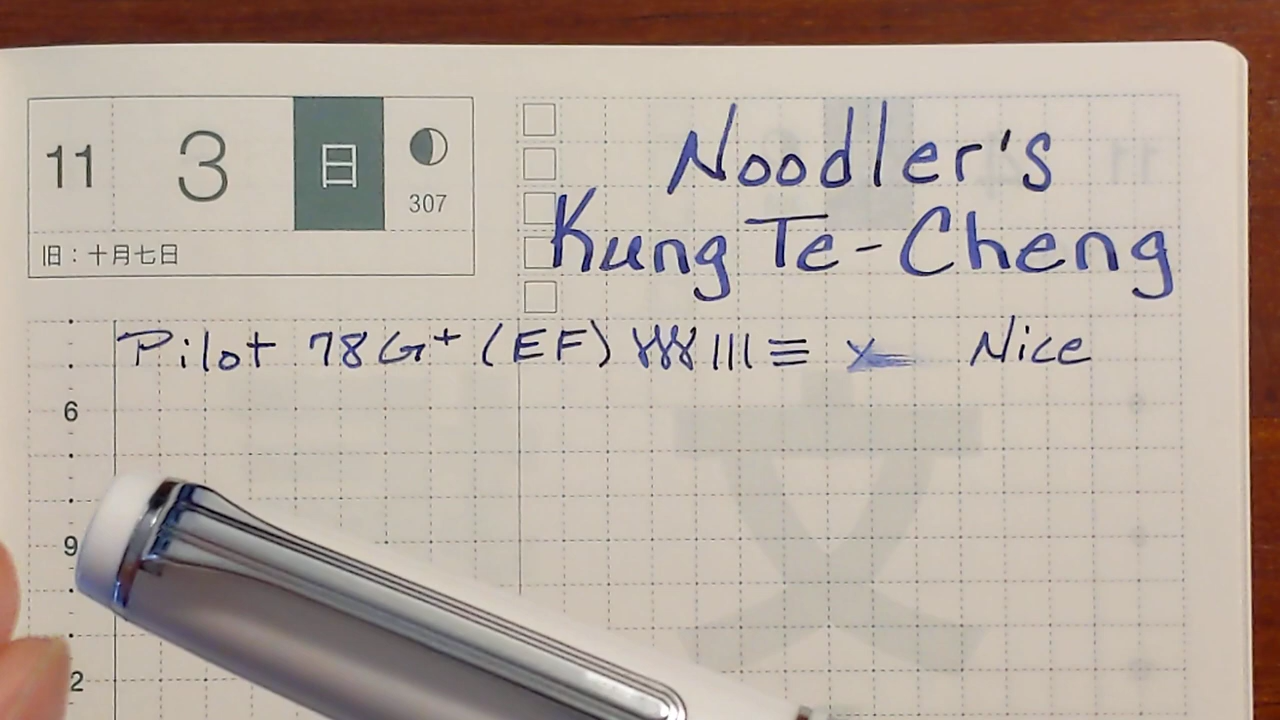 11 3 日
307
旧:十月七日
Noodler's
Kung Te-Cheng
Pilot 78G+ (EF) x Nice
6
9
2